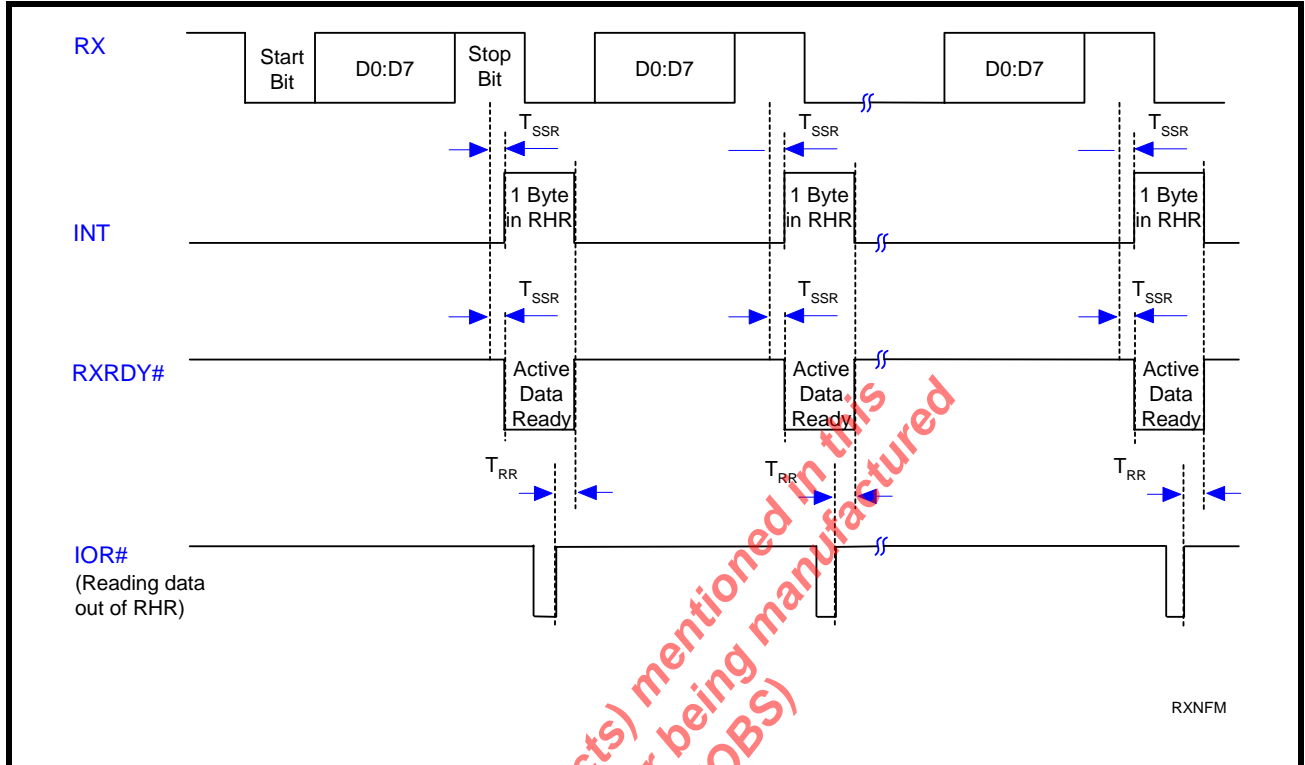 RX
Start
Bit
D0:D7
Stop
Bit
D0:D7
D0:D7
TSSR
TSSR
TSSR
INT
1 Byte
in RHR
1 Byte
in RHR
1 Byte
in RHR
TSSR
TSSR
TSSR
RXRDY#
Active
Data
Ready
Active
Data
Ready
Active
Data
Ready
TRR
TRR
TRR
IOR#
(Reading data
out of RHR)
mentioned in this
being manufactured
OBS)
RXNFM